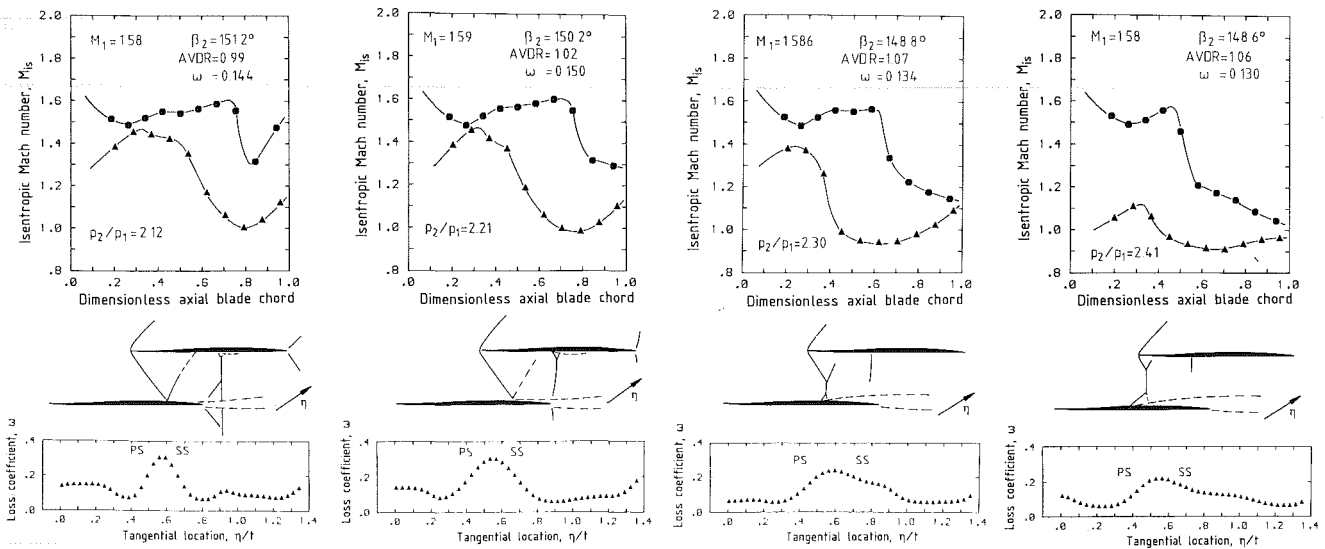 2.0
1.8
1.6
1.4
1.2
1.0
.8
Isentropic Mach number, Mis
M1=1.58
β2=151.2°
AVDR=0.99
ω=0.144
p2/p1=2.12
.0 .2 .4 .6 .8 1.0
Dimensionless axial blade chord
2.0
1.8
1.6
1.4
1.2
1.0
.8
Isentropic Mach number, Mis
M1=1.59
β2=150.2°
AVDR=1.02
ω=0.150
p2/p1=2.21
.0 .2 .4 .6 .8 1.0
Dimensionless axial blade chord
2.0
1.8
1.6
1.4
1.2
1.0
.8
Isentropic Mach number, Mis
M1=1.586
β2=148.8°
AVDR=1.07
ω=0.134
p2/p1=2.30
.0 .2 .4 .6 .8 1.0
Dimensionless axial blade chord
2.0
1.8
1.6
1.4
1.2
1.0
.8
Isentropic Mach number, Mis
M1=1.58
β2=148.6°
AVDR=1.06
ω=0.130
p2/p1=2.41
.0 .2 .4 .6 .8 1.0
Dimensionless axial blade chord
η
η
η
η
Loss coefficient, ω
.4
.2
.0
PS SS
.0 .2 .4 .6 .8 1.0 1.2 1.4
Tangential location, η/t
Loss coefficient, ω
.4
.2
.0
PS SS
.0 .2 .4 .6 .8 1.0 1.2 1.4
Tangential location, η/t
Loss coefficient, ω
.4
.2
.0
PS SS
.0 .2 .4 .6 .8 1.0 1.2 1.4
Tangential location, η/t
Loss coefficient, ω
.4
.2
.0
PS SS
.0 .2 .4 .6 .8 1.0 1.2 1.4
Tangential location, η/t